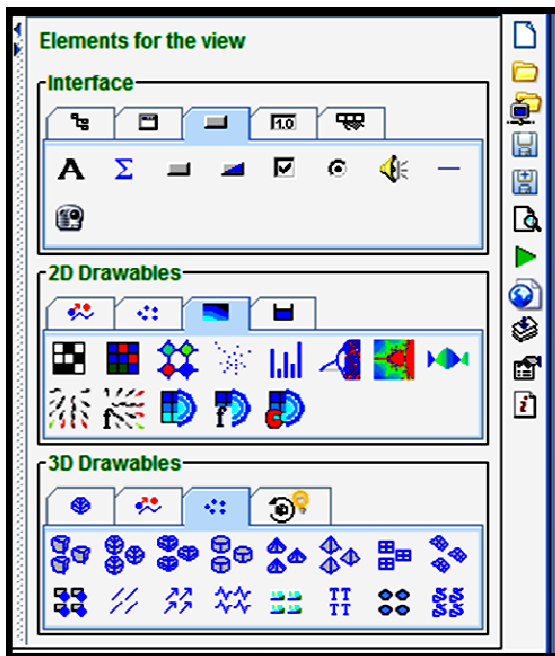 Elements for the view
Interface
1.0
A Σ
2D Drawables
f f
3D Drawables
TT
TT
i